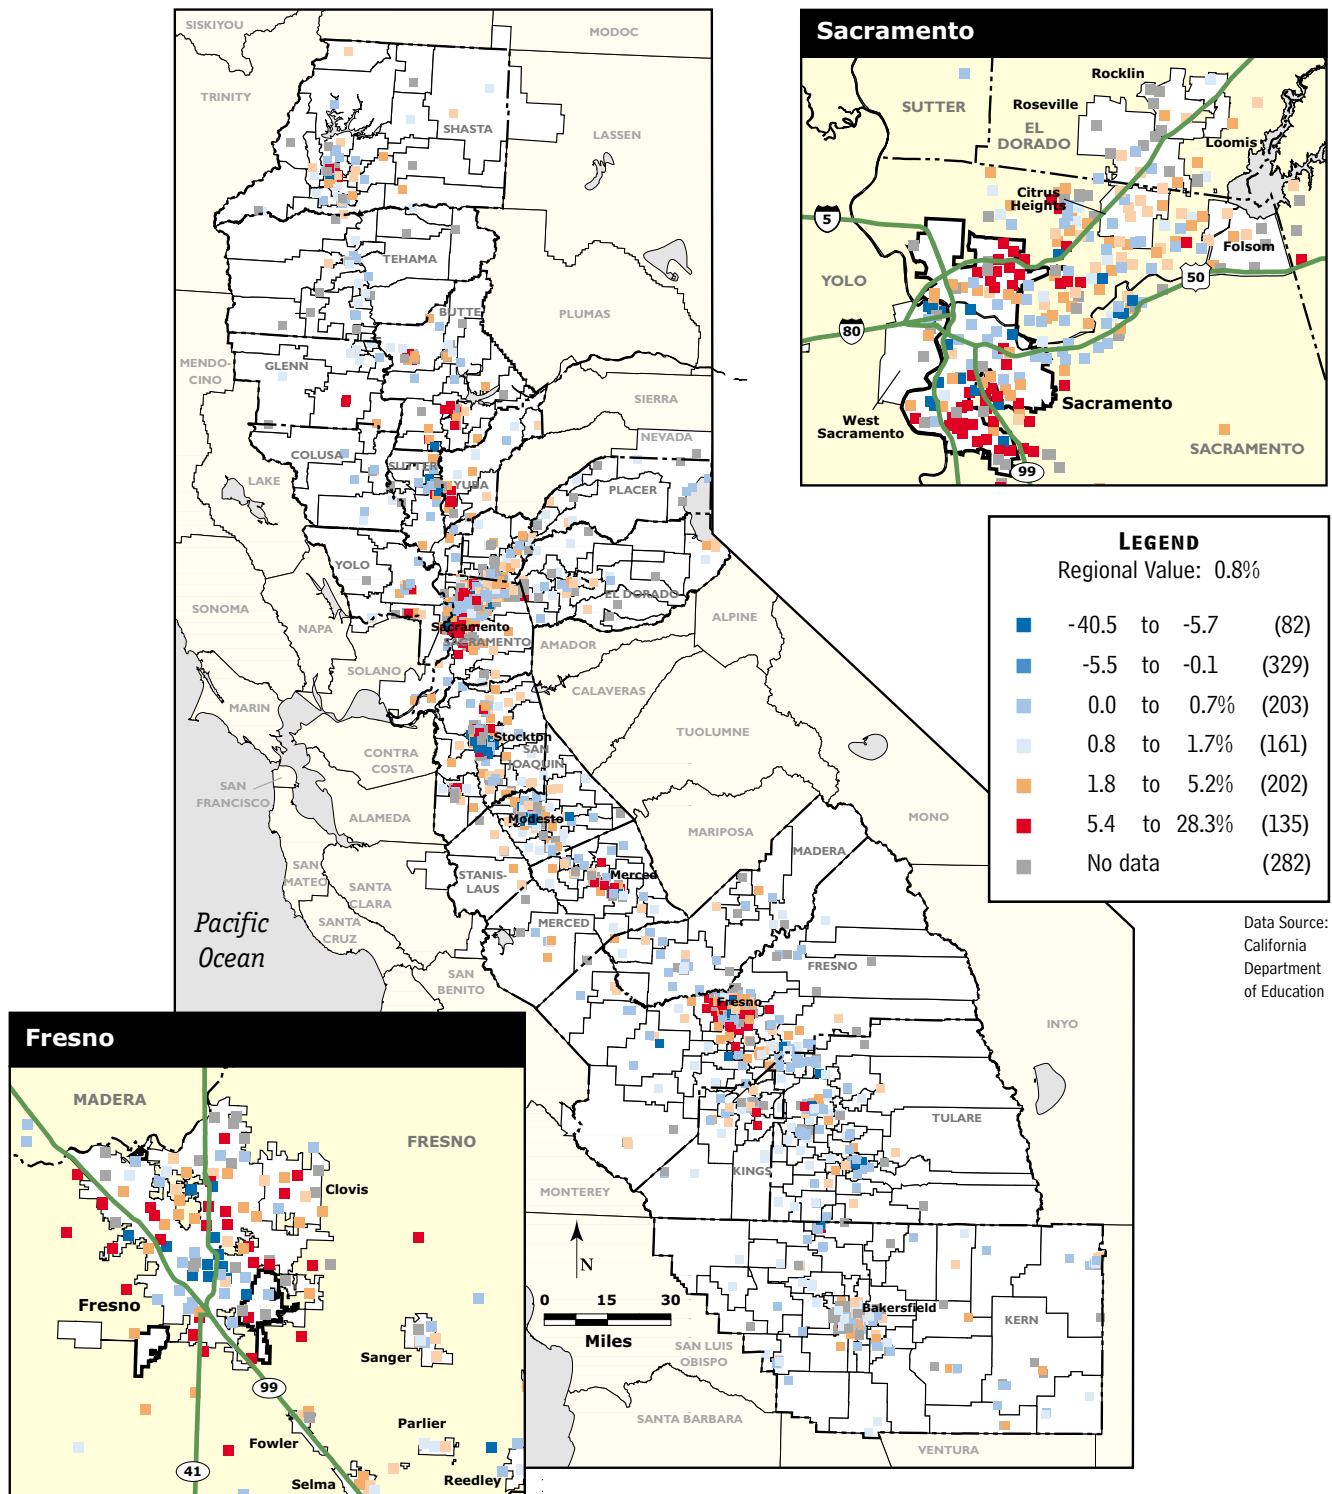 SISKIYOU
MODOC
TRINITY
SHASTA
LASSEN
TEHAMA
BUTTE
PLUMAS
MENDO-
CINO
GLENN
SIERRA
NEVADA
COLUSA
LAKE
SUTTER
YUBA
PLACER
YOLO
EL DORADO
SONOMA
NAPA
Sacramento
SACRAMENTO
AMADOR
ALPINE
SOLANO
CALAVERAS
MARIN
TUOLUMNE
CONTRA
COSTA
Stockton
SAN
JOAQUIN
SAN
FRANCISCO
ALAMEDA
Modesto
MARIPOSA
MONO
SAN
MATEO
SANTA
CLARA
STANIS-
LAUS
Merced
MADERA
SANTA
CRUZ
MERCED
Pacific
Ocean
SAN
BENITO
FRESNO
Fresno
INYO
TULARE
KINGS
MONTEREY
N
0 15 30
Miles
Bakersfield
KERN
SAN LUIS
OBISPO
SANTA BARBARA
VENTURA
Sacramento
Rocklin
SUTTER
Roseville
EL
DORADO
Loomis
Citrus
Heights
5
Folsom
YOLO
50
80
West
Sacramento
Sacramento
SACRAMENTO
99
LEGEND
Regional Value: 0.8%
-40.5 to -5.7 (82)
-5.5 to -0.1 (329)
0.0 to 0.7% (203)
0.8 to 1.7% (161)
1.8 to 5.2% (202)
5.4 to 28.3% (135)
No data (282)
Data Source:
California
Department
of Education
Fresno
MADERA
FRESNO
Clovis
Fresno
Sanger
99
Parlier
Fowler
41
Selma
Reedley